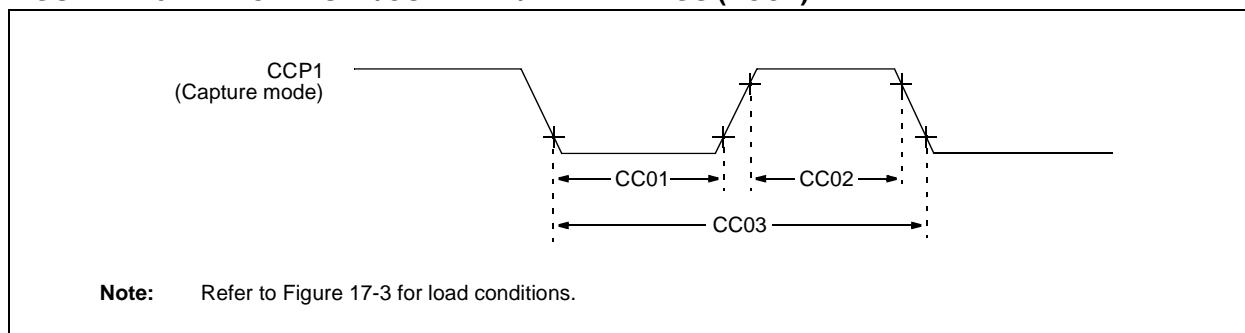 CCP1
(Capture mode)
CC01
CC02
CC03
Note: Refer to Figure 17-3 for load conditions.